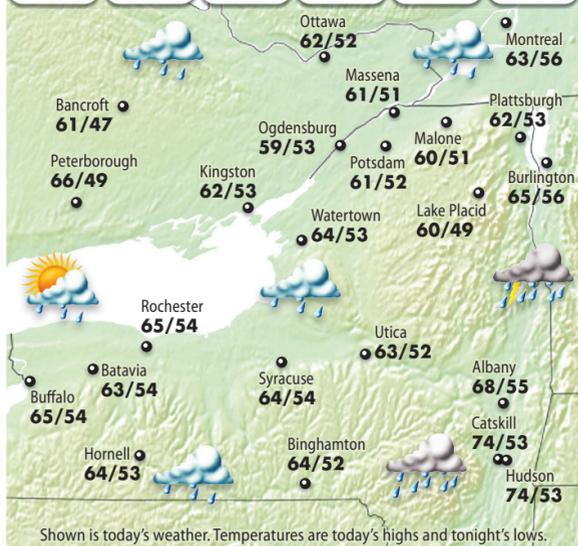 Ottawa
62/52
Montreal
63/56
Massena
61/51
Bancroft
61/47
Plattsburgh
62/53
Ogdensburg
59/53
Malone
60/51
Peterborough
66/49
Potsdam
61/52
Kingston
62/53
Burlington
65/56
Lake Placid
60/49
Watertown
64/53
Rochester
65/54
Utica
63/52
Batavia
63/54
Syracuse
64/54
Albany
68/55
Buffalo
65/54
Catskill
74/53
Hornell
64/53
Binghamton
64/52
Hudson
74/53
Shown is today's weather. Temperatures are today's highs and tonight's lows.